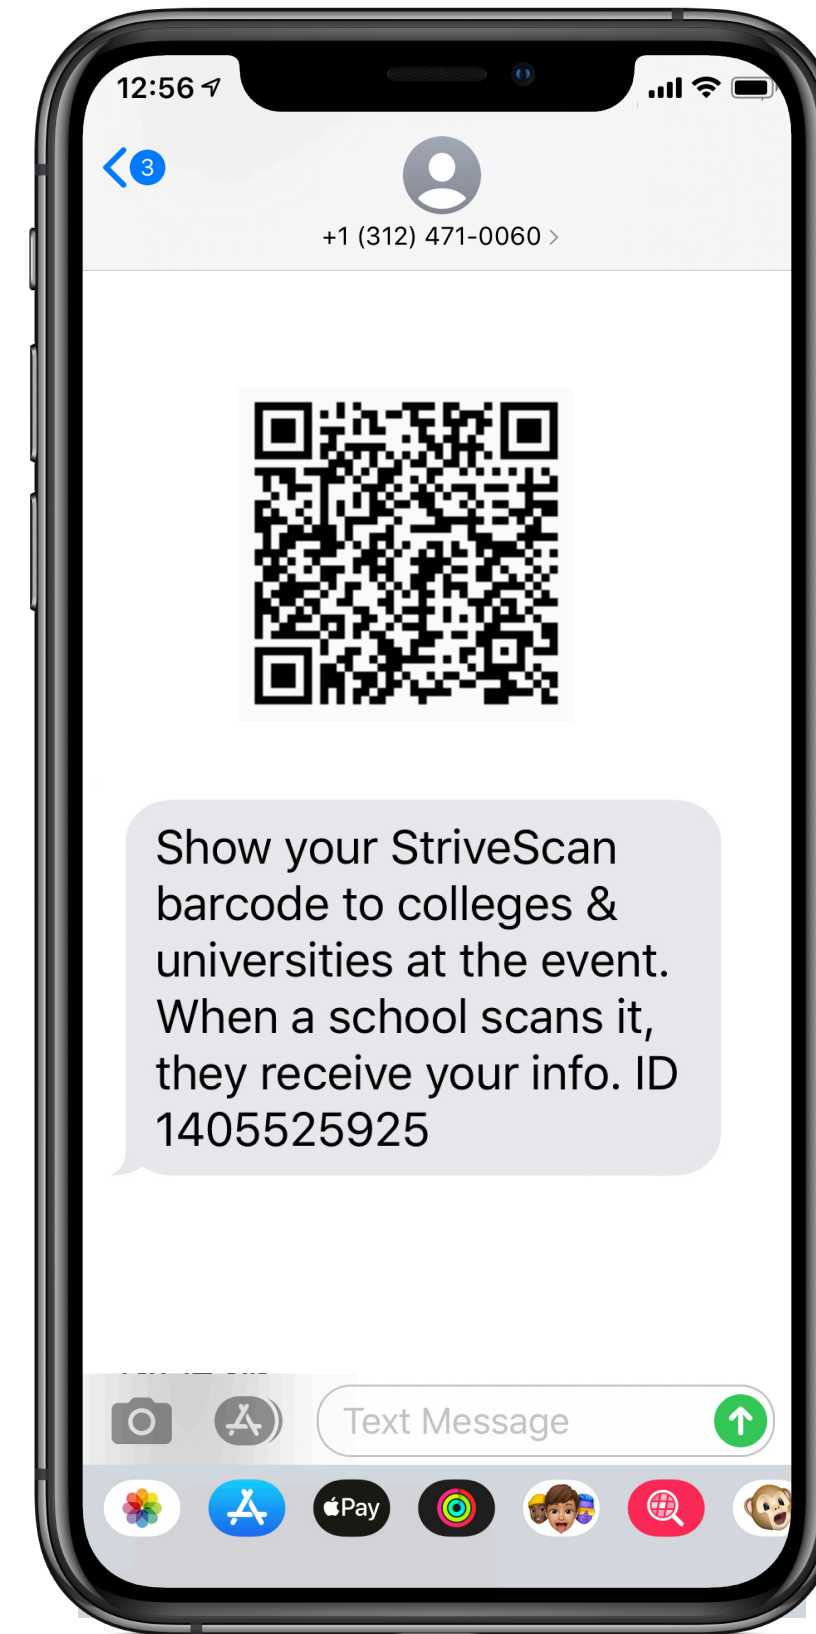 12:56
3
+1 (312) 471-0060
Show your StriveScan
barcode to colleges &
universities at the event.
When a school scans it,
they receive your info. ID
1405525925
Text Message
Pay